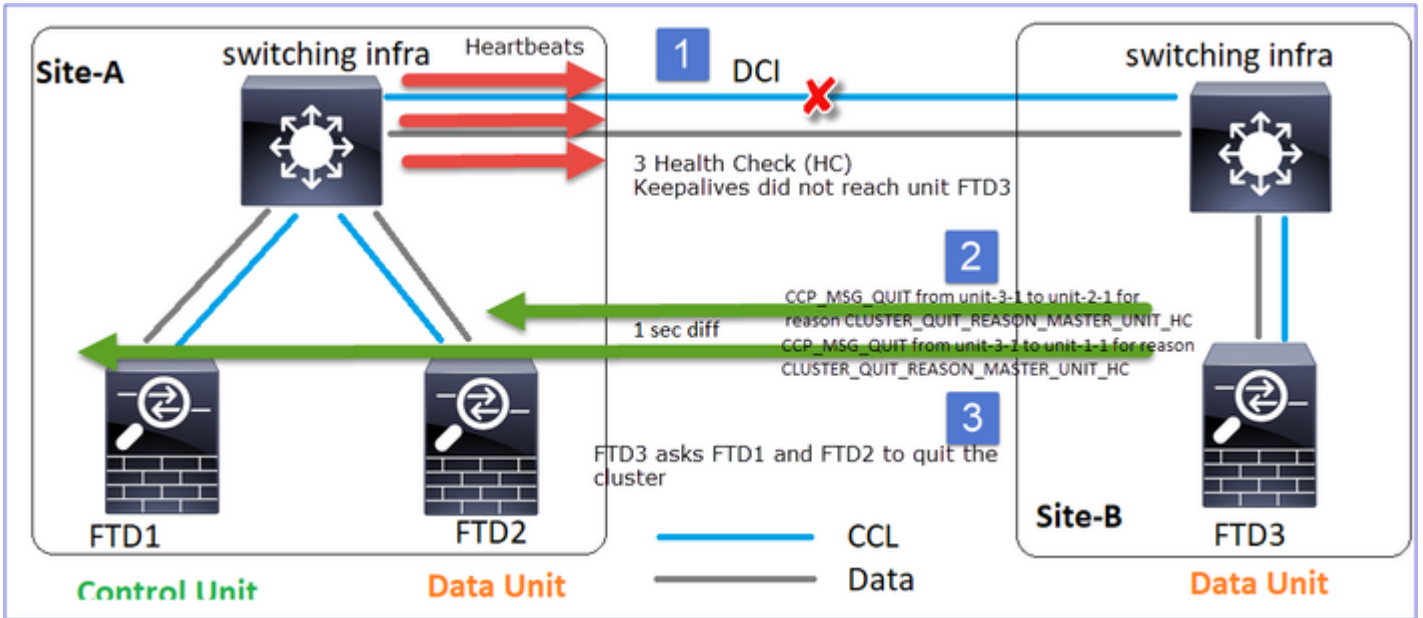 Site-A
switching infra
Heartbeats
1
DCI
switching infra
3 Health Check (HC)
Keepalives did not reach unit FTD3
2
CCP_MSG_QUIT from unit-3-1 to unit-2-1 for
reason CLUSTER_QUIT_REASON_MASTER_UNIT_HC
1 sec diff
CCP_MSG_QUIT from unit-3-1 to unit-1-1 for reason
CLUSTER_QUIT_REASON_MASTER_UNIT_HC
3
FTD3 asks FTD1 and FTD2 to quit the
cluster
Site-B
FTD1
FTD2
FTD3
CCL
Data
Control Unit
Data Unit
Data Unit